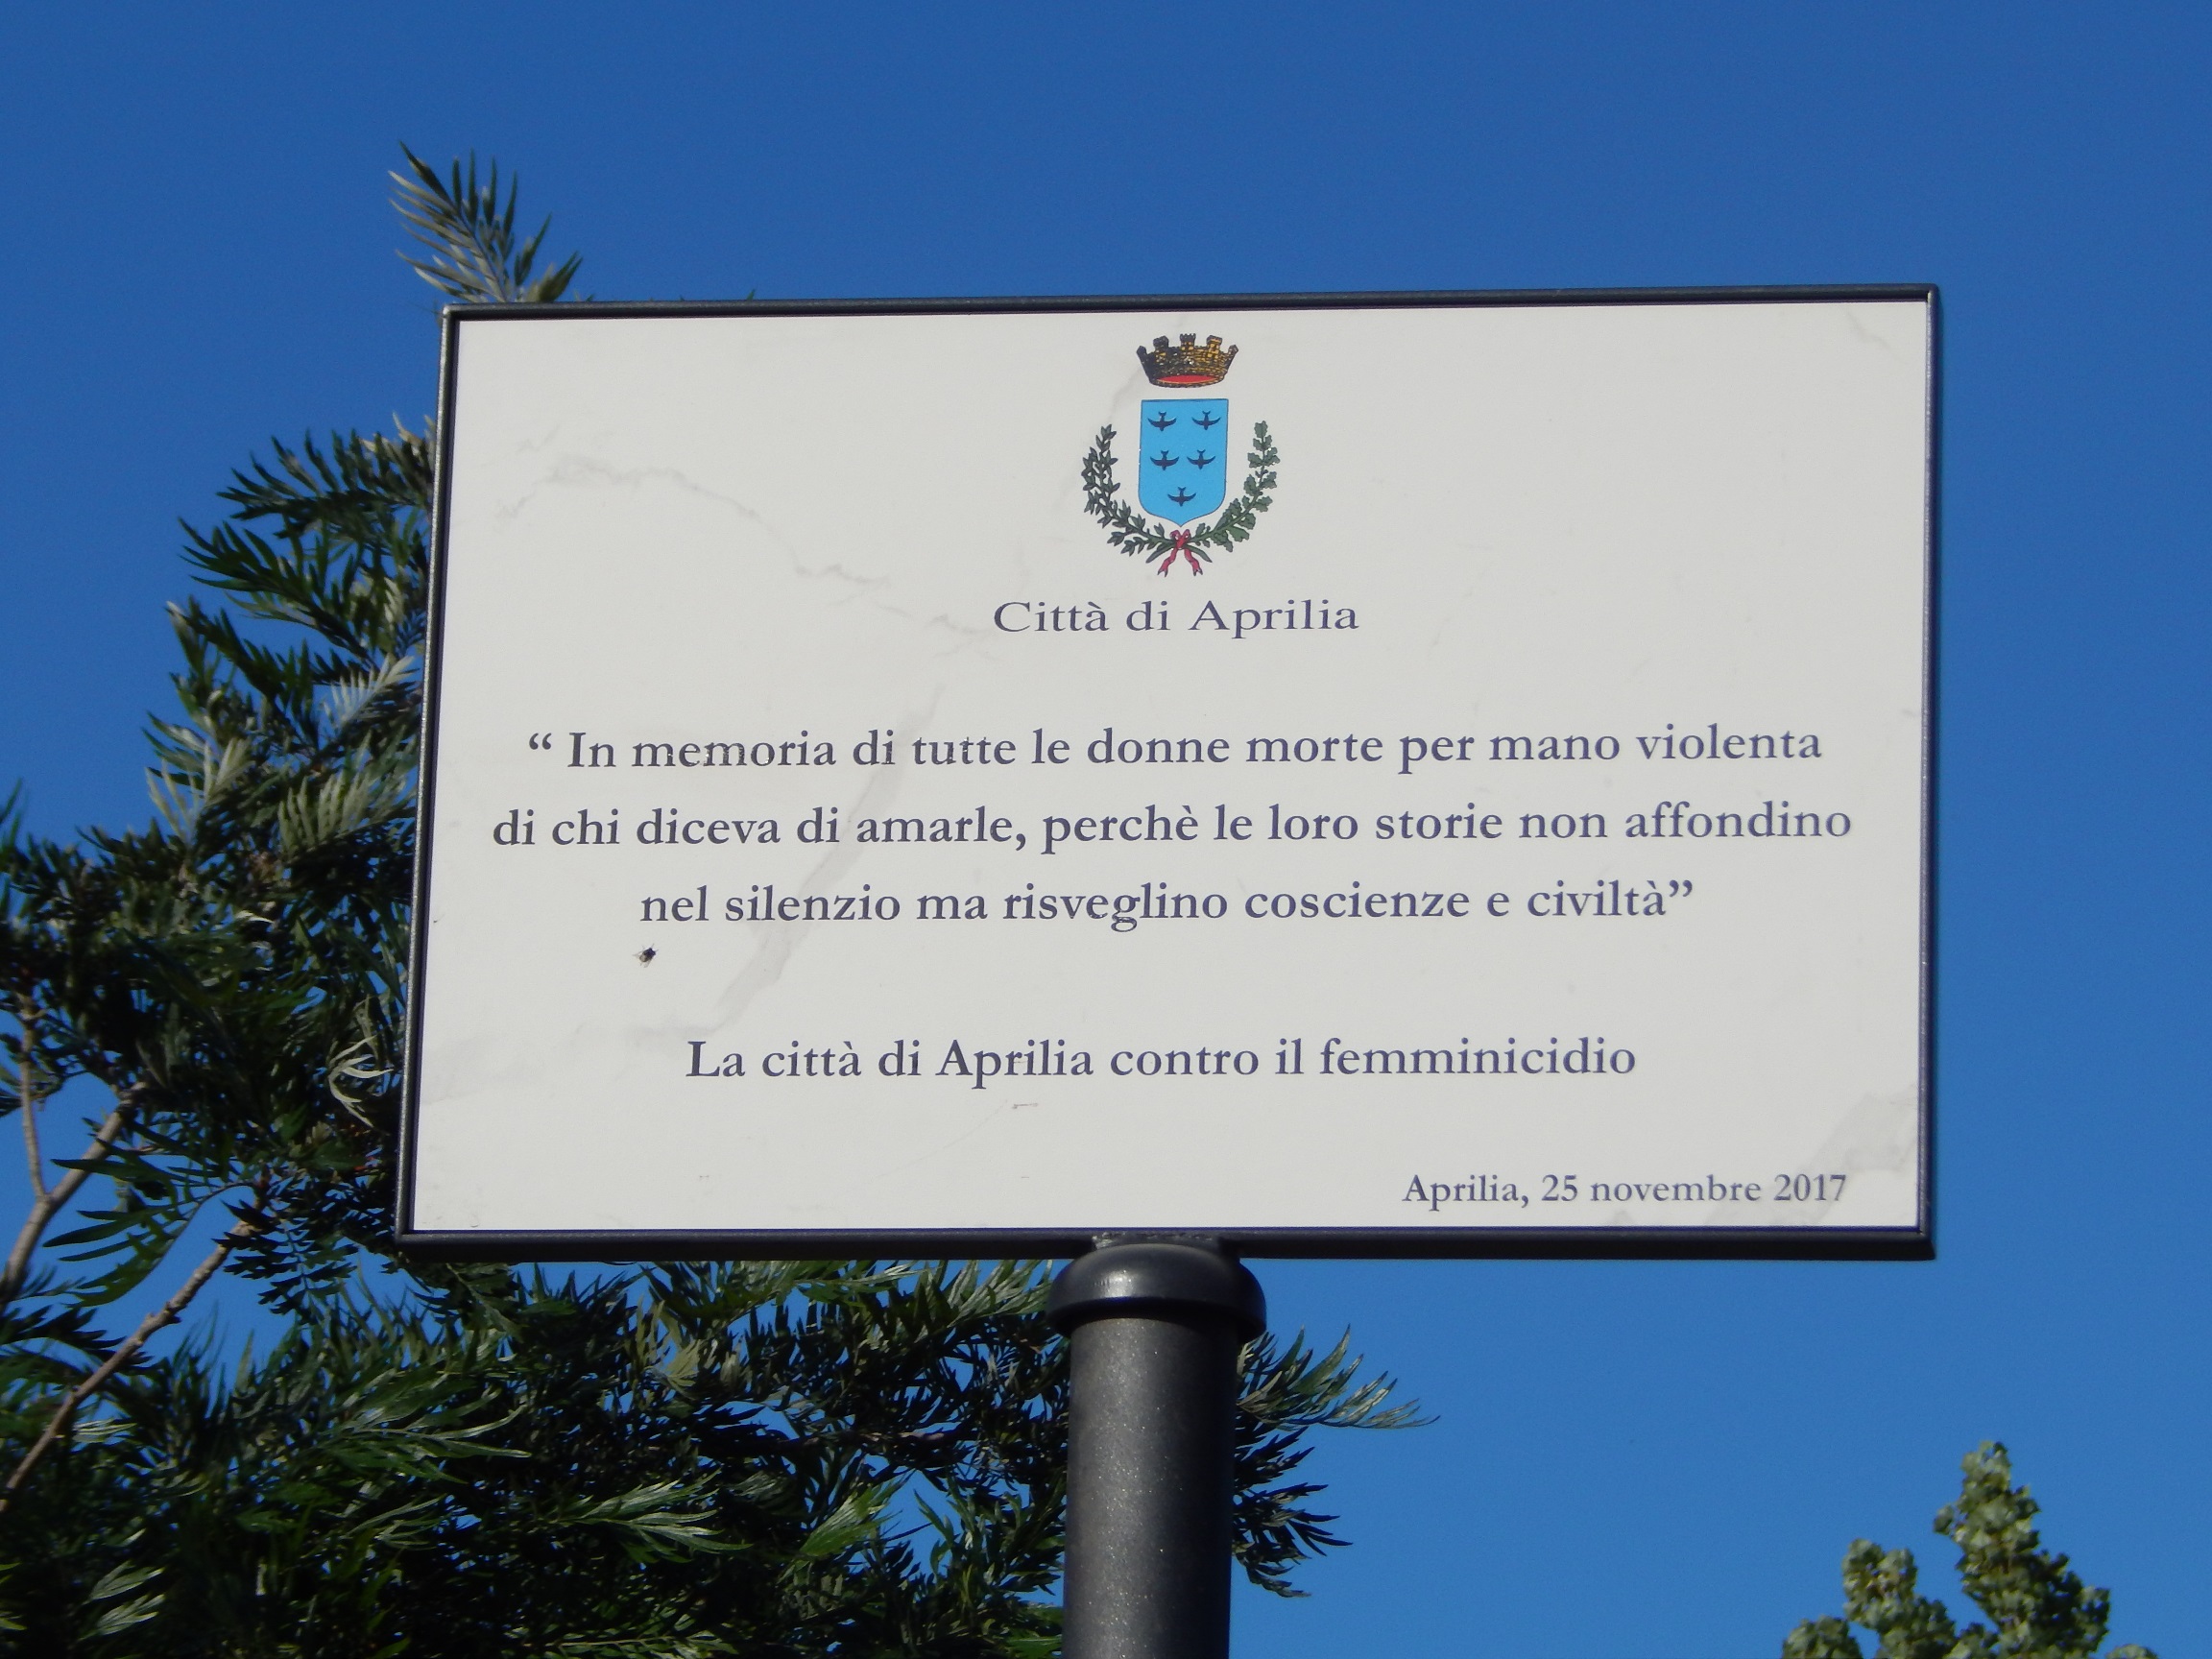 Città di Aprilia
“ In memoria di tutte le donne morte per mano violenta
di chi diceva di amarle, perchè le loro storie non affondino
nel silenzio ma risveglino coscienze e civiltà”
La città di Aprilia contro il femminicidio
Aprilia, 25 novembre 2017